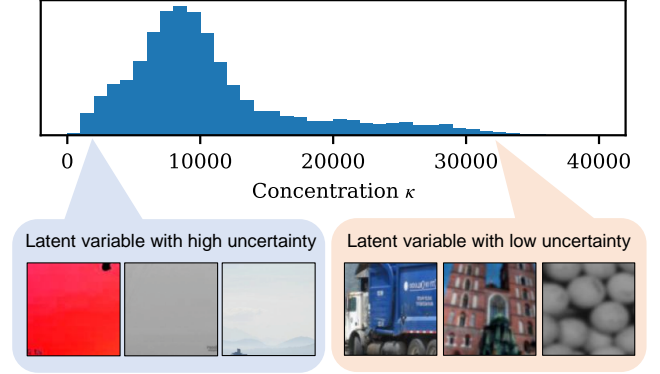 0 10000 20000 30000 40000
Concentration κ
Latent variable with high uncertainty Latent variable with low uncertainty